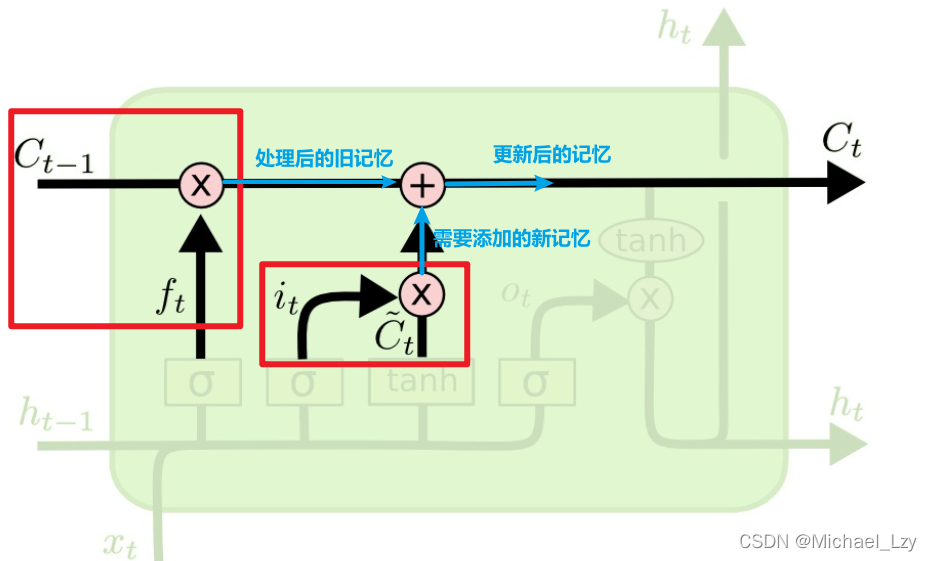 h_t
C_{t-1}
处理后的旧记忆
更新后的记忆
C_t
x
+
需要添加的新记忆
tanh
f_t
i_t
x
o_t
x
C̃_t
σ
σ
tanh
σ
h_{t-1}
h_t
x_t
CSDN @Michael_Lzy